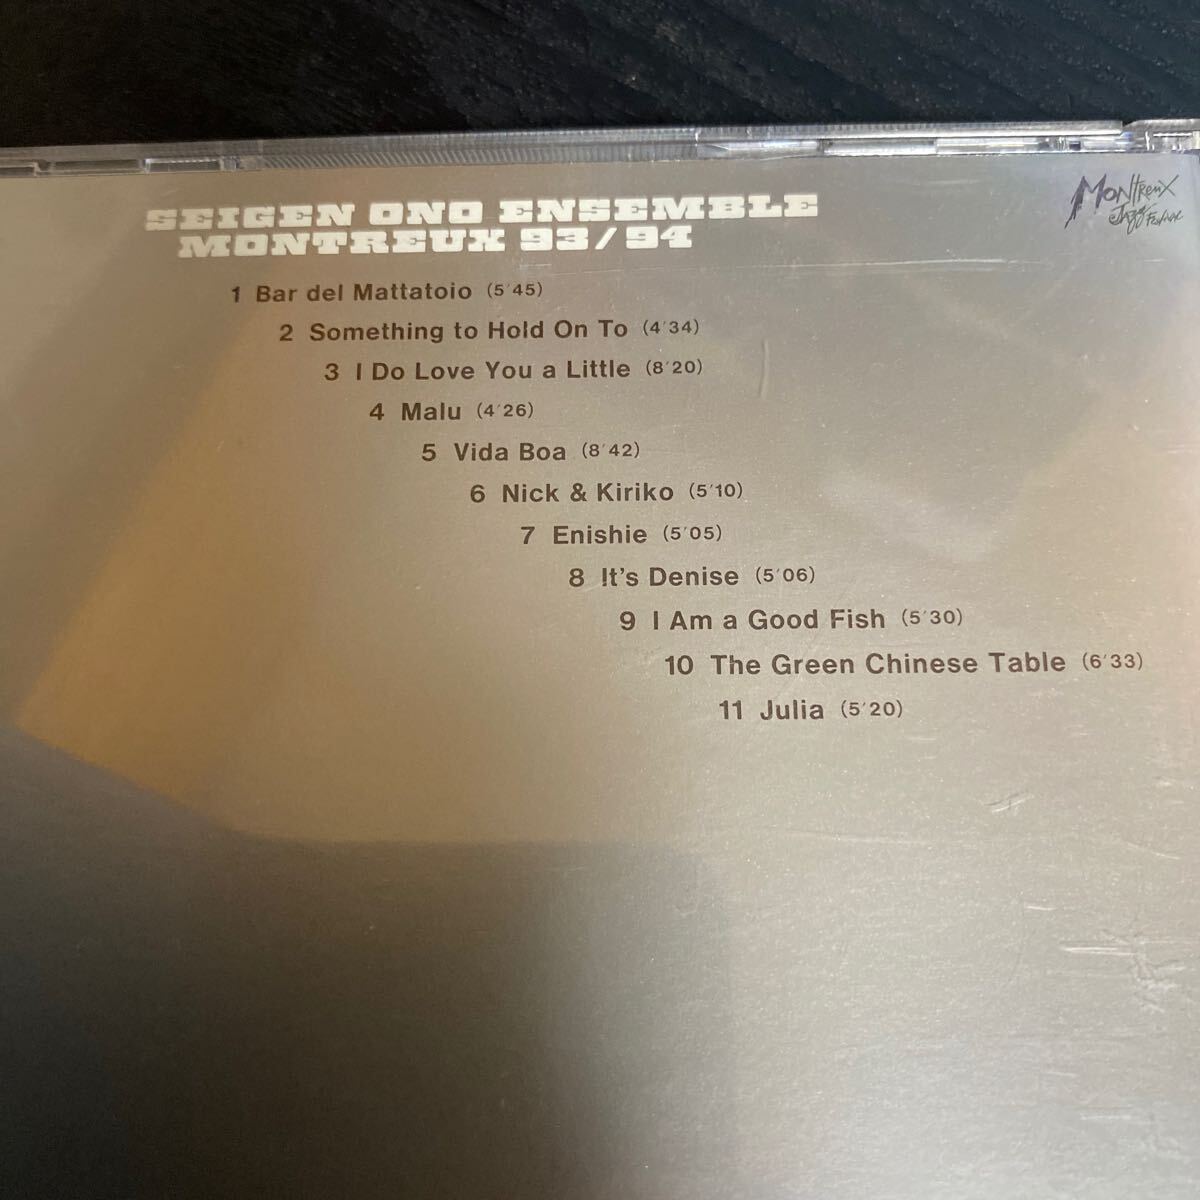 SEIGEN ONO ENSEMBLE
MONTREUX 93/94
MONTREUX
Jazz Festival
1 Bar del Mattatoio (5'45)
2 Something to Hold On To (4'34)
3 I Do Love You a Little (8'20)
4 Malu (4'26)
5 Vida Boa (8'42)
6 Nick & Kiriko (5'10)
7 Enishie (5'05)
8 It's Denise (5'06)
9 I Am a Good Fish (5'30)
10 The Green Chinese Table (6'33)
11 Julia (5'20)